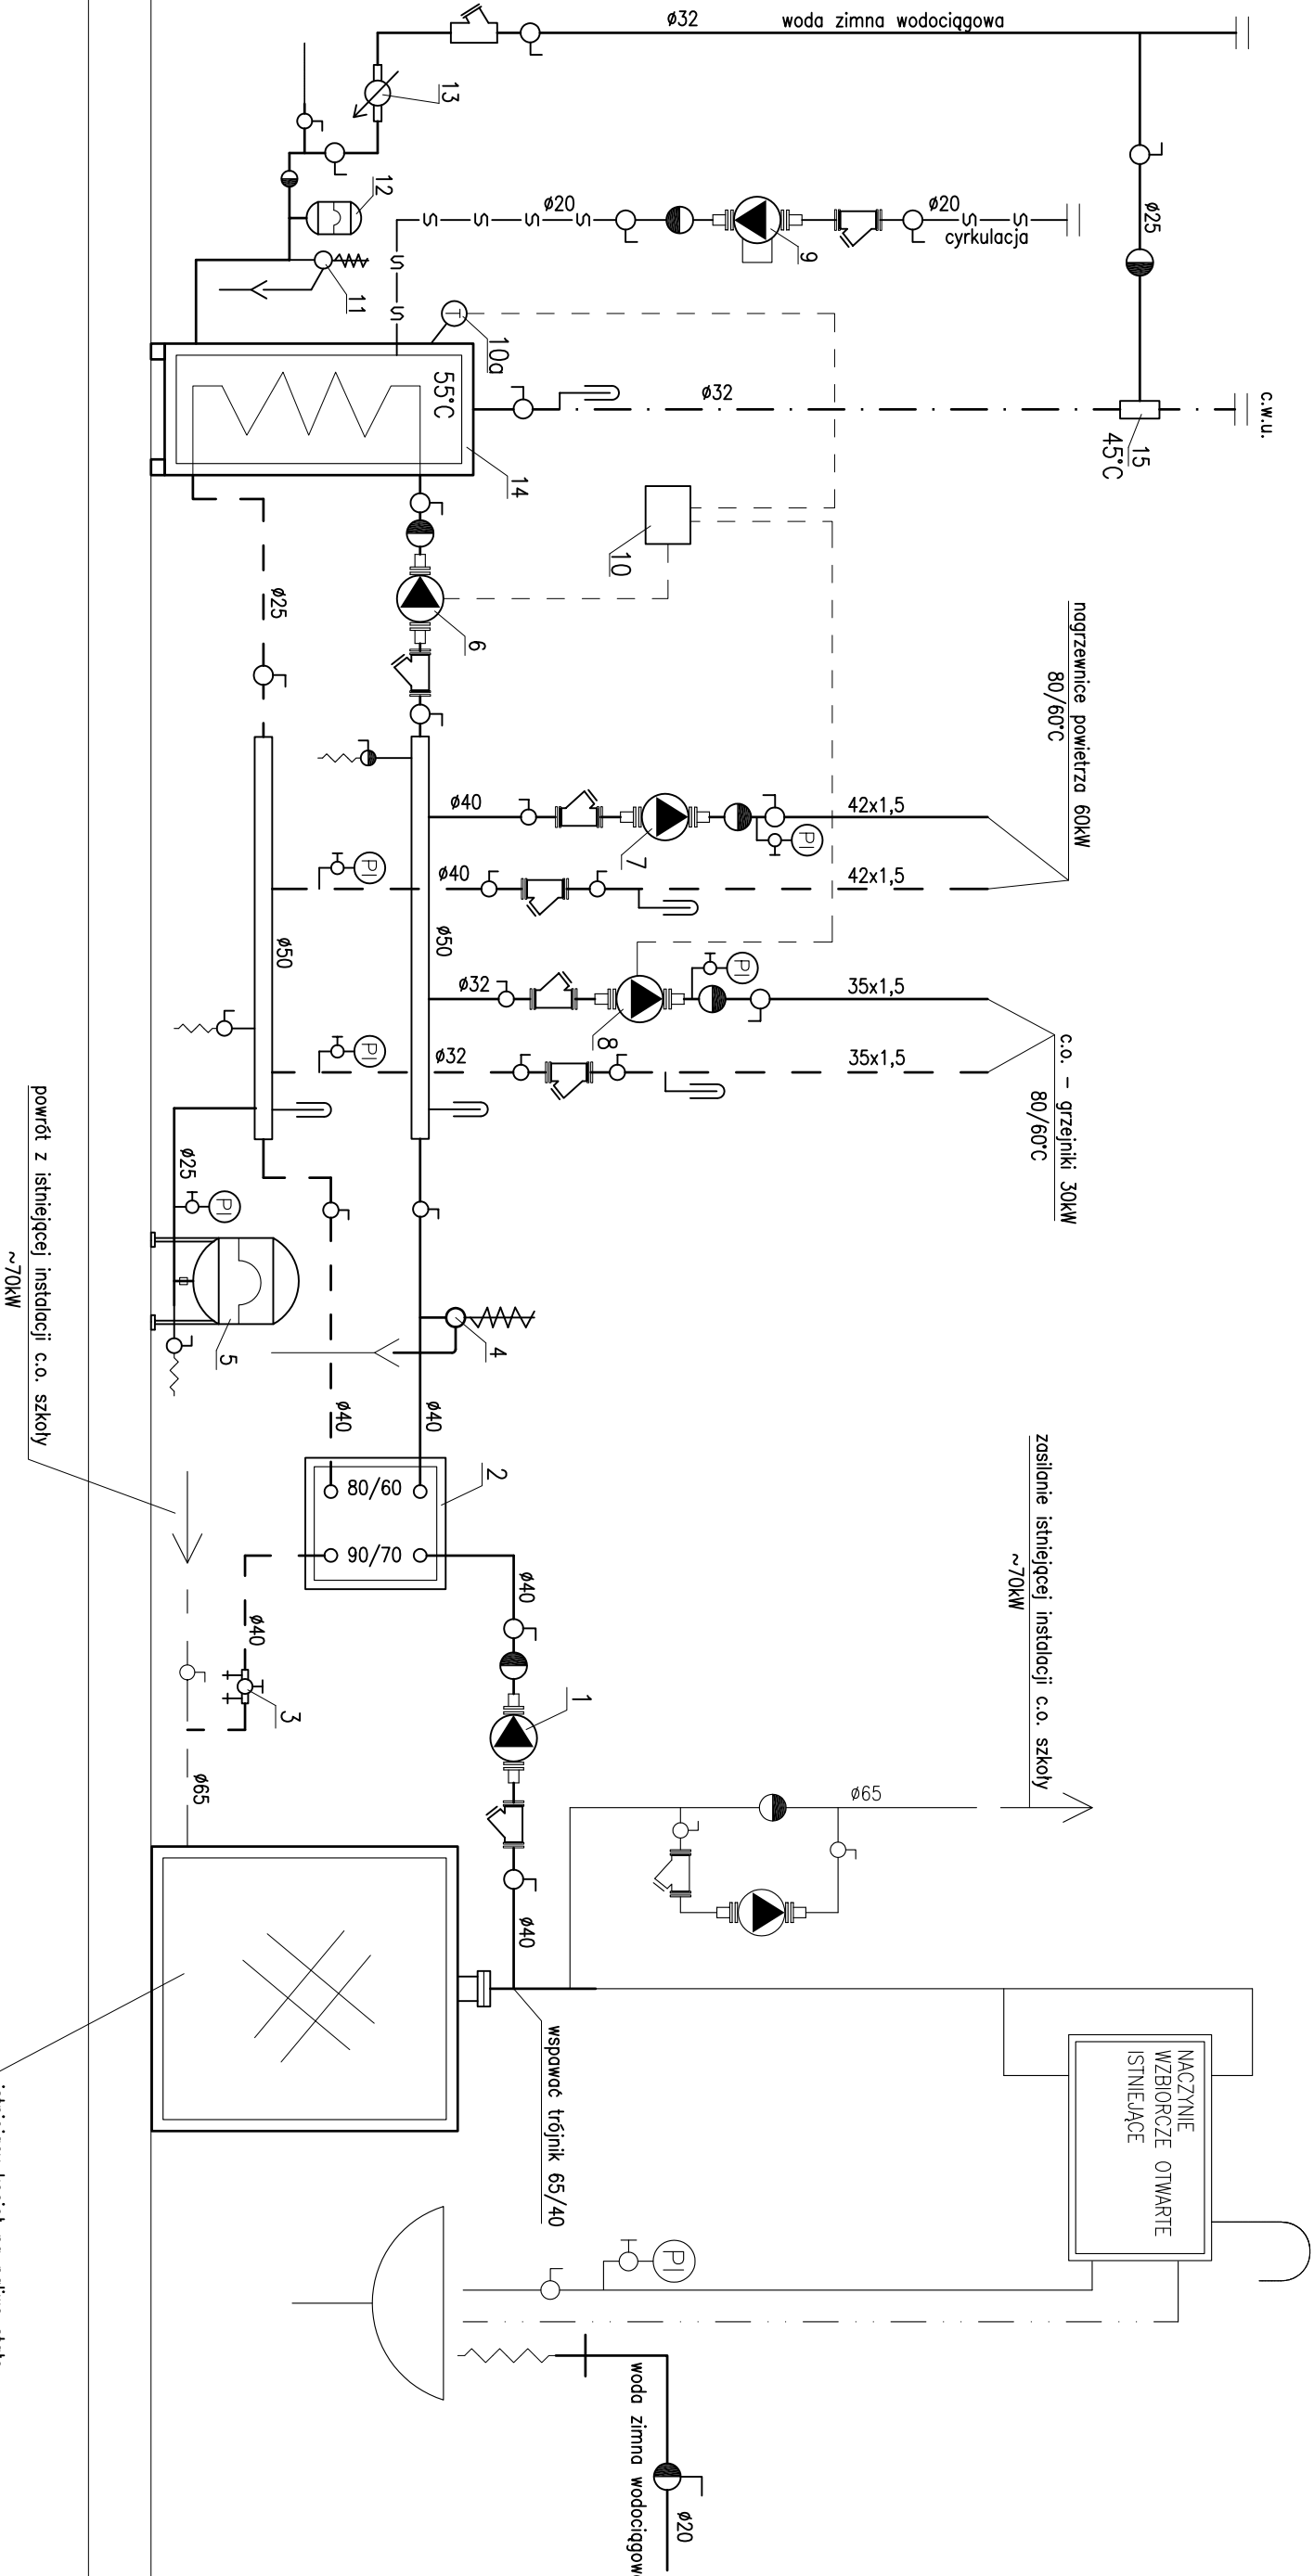 ø32
woda zimna wodociągowa
13
12
11
ø20
ø20
cyrkulacja
9
ø25
c.w.u.
15
45°C
10a
55°C
ø32
14
10
ø25
6
nagrzewnice powietrza 60kW
80/60°C
ø40
7
42x1,5
PI
PI
ø40
42x1,5
ø50
ø50
PI
ø32
8
35x1,5
PI
ø32
35x1,5
c.o. – grzejniki 30kW
80/60°C
ø25
PI
5
4
ø40
ø40
2
80/60
90/70
powrót z istniejącej instalacji c.o. szkoły
~70kW
ø40
ø40
3
1
ø65
ø40
zasilanie istniejącej instalacji c.o. szkoły
~70kW
ø65
wspawać trójnik 65/40
NACZYNIE
WZBIORCZE OTWARTE
ISTNIEJĄCE
PI
woda zimna wodociągow
ø20
T